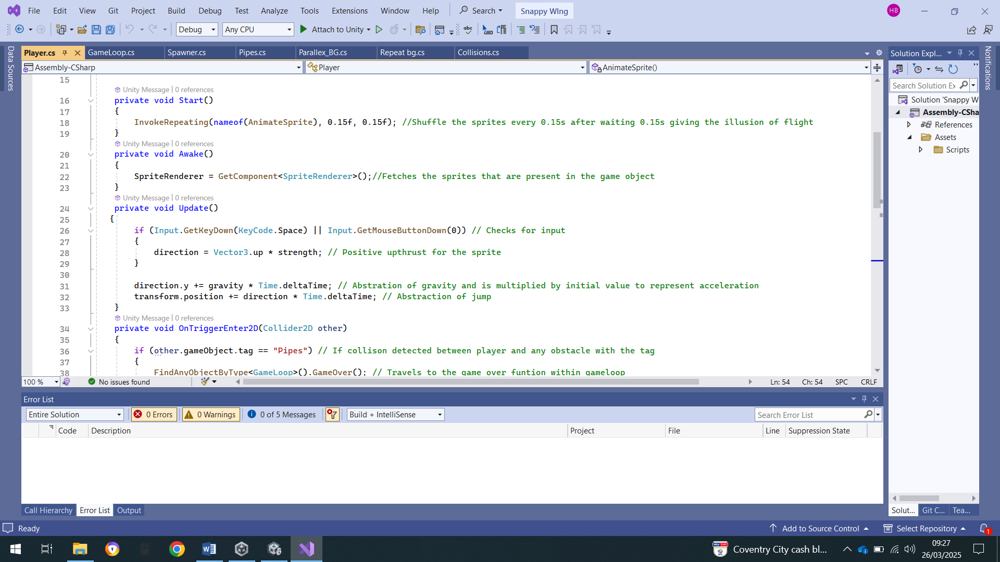 File Edit View Git Project Build Debug Test Analyze Tools Extensions Window Help Search Snappy WIng HB
Debug Any CPU Attach to Unity
Data Sources
Player.cs GameLoop.cs Spawner.cs Pipes.cs Parallex_BG.cs Repeat bg.cs Collisions.cs
Assembly-CSharp Player AnimateSprite()
15
Unity Message | 0 references
16 private void Start()
17 {
18 InvokeRepeating(nameof(AnimateSprite), 0.15f, 0.15f); //Shuffle the sprites every 0.15s after waiting 0.15s giving the illusion of flight
19 }
Unity Message | 0 references
20 private void Awake()
21 {
22 SpriteRenderer = GetComponent<SpriteRenderer>();//Fetches the sprites that are present in the game object
23 }
Unity Message | 0 references
24 private void Update()
25 {
26 if (Input.GetKeyDown(KeyCode.Space) || Input.GetMouseButtonDown(0)) // Checks for input
27 {
28 direction = Vector3.up * strength; // Positive upthrust for the sprite
29 }
30
31 direction.y += gravity * Time.deltaTime; // Abstration of gravity and is multiplied by initial value to represent acceleration
32 transform.position += direction * Time.deltaTime; // Abstraction of jump
33 }
Unity Message | 0 references
34 private void OnTriggerEnter2D(Collider2D other)
35 {
36 if (other.gameObject.tag == "Pipes") // If collison detected between player and any obstacle with the tag
37 {
38 FindAnyObjectByType<GameLoop>().GameOver(); // Travels to the game over funtion within gameloop
100 % No issues found Ln: 54 Ch: 54 SPC CRLF
Error List
Entire Solution 0 Errors 0 Warnings 0 of 5 Messages Build + IntelliSense Search Error List
Code Description Project File Line Suppression State
Call Hierarchy Error List Output
Solution Expl...
Search Solution Ex
Solution 'Snappy W
Assembly-CSha
References
Assets
Scripts
Solut... Git C... Tea...
Notifications
Ready Add to Source Control Select Repository 1
Coventry City cash bl...
09:27
26/03/2025